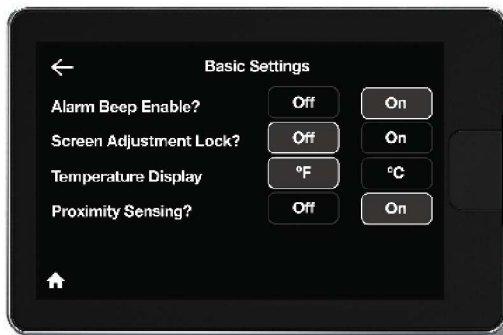 Basic Settings
Alarm Beep Enable? Off On
Screen Adjustment Lock? Off On
Temperature Display °F °C
Proximity Sensing? Off On